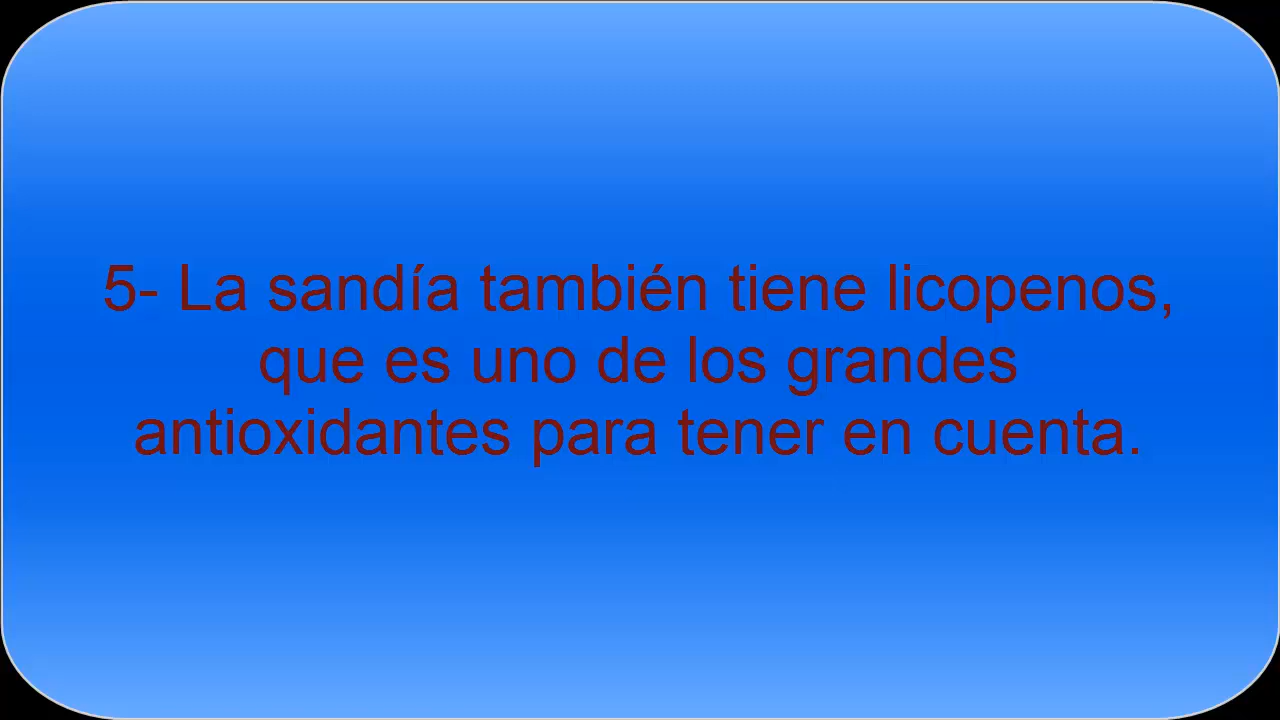 5- La sandía también tiene licopenos,
que es uno de los grandes
antioxidantes para tener en cuenta.